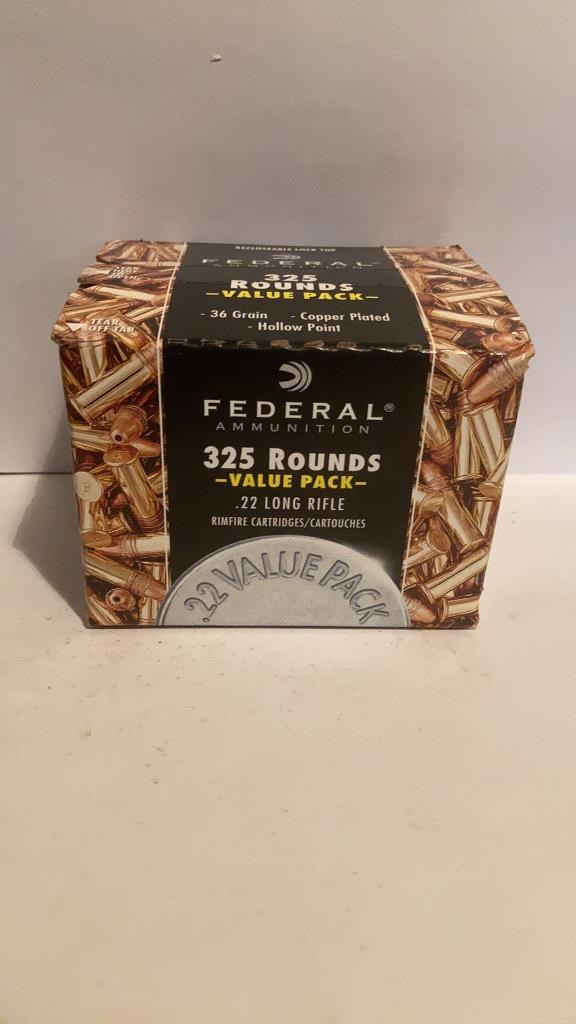 RECLOSEABLE LOCK TOP
FEDERAL
AMMUNITION
325
ROUNDS
–VALUE PACK–
- 36 Grain - Copper Plated
- Hollow Point
TEAR
OFF TAB
FEDERAL®
AMMUNITION
325 ROUNDS
–VALUE PACK–
.22 LONG RIFLE
RIMFIRE CARTRIDGES/CARTOUCHES
.22 VALUE PACK